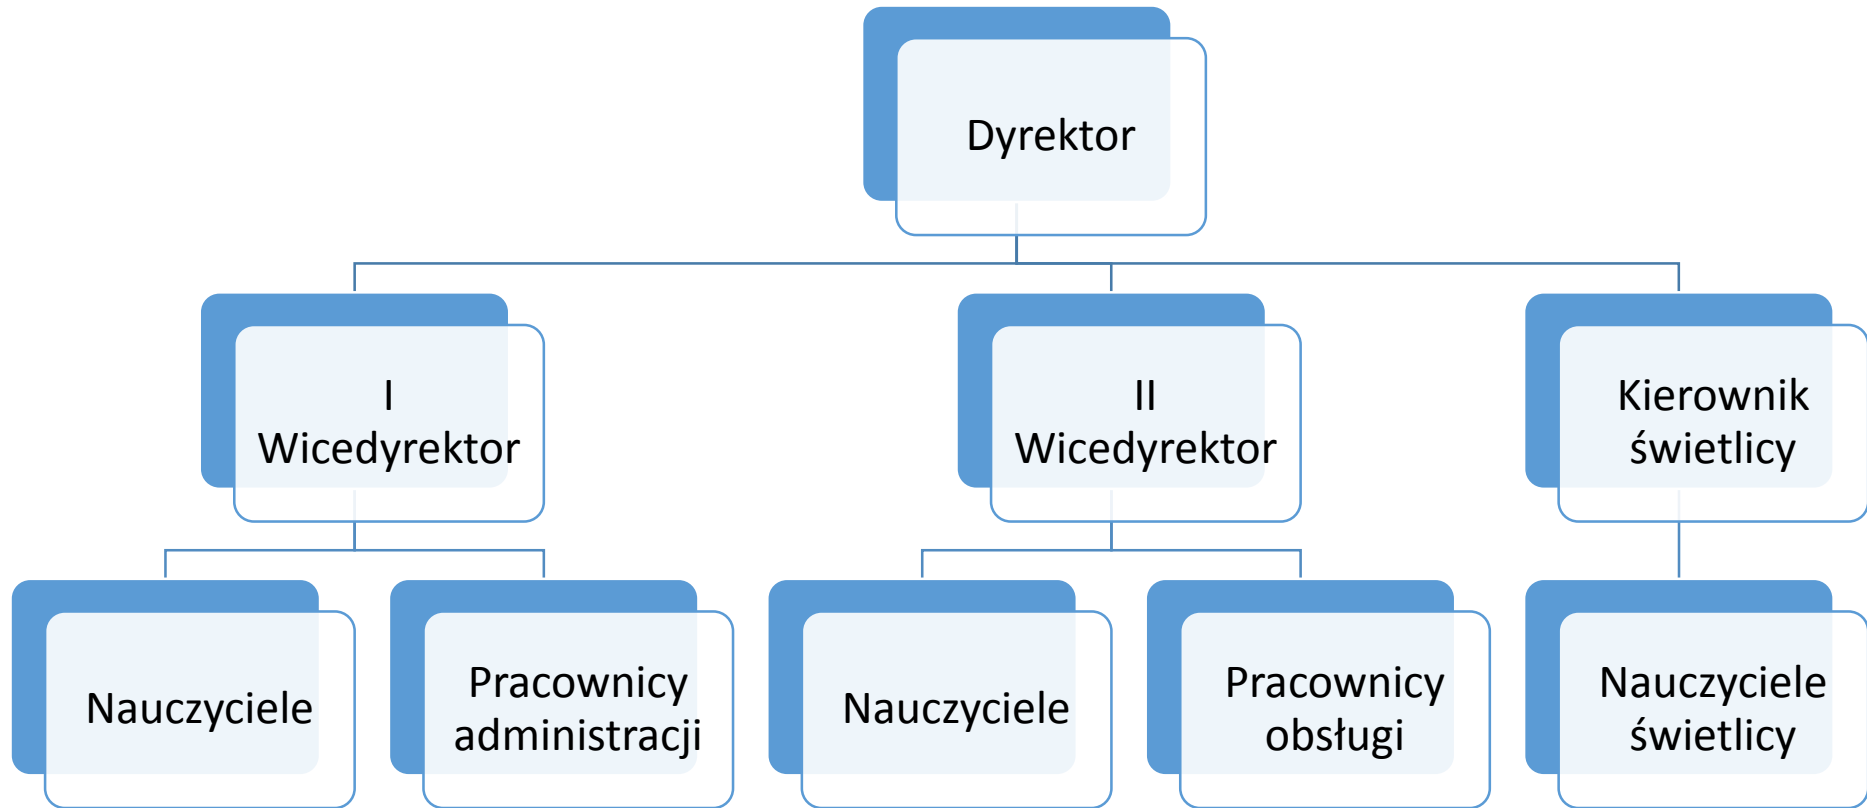 Dyrektor
I
Wicedyrektor
II
Wicedyrektor
Kierownik
świetlicy
Nauczyciele
Pracownicy
administracji
Nauczyciele
Pracownicy
obsługi
Nauczyciele
świetlicy